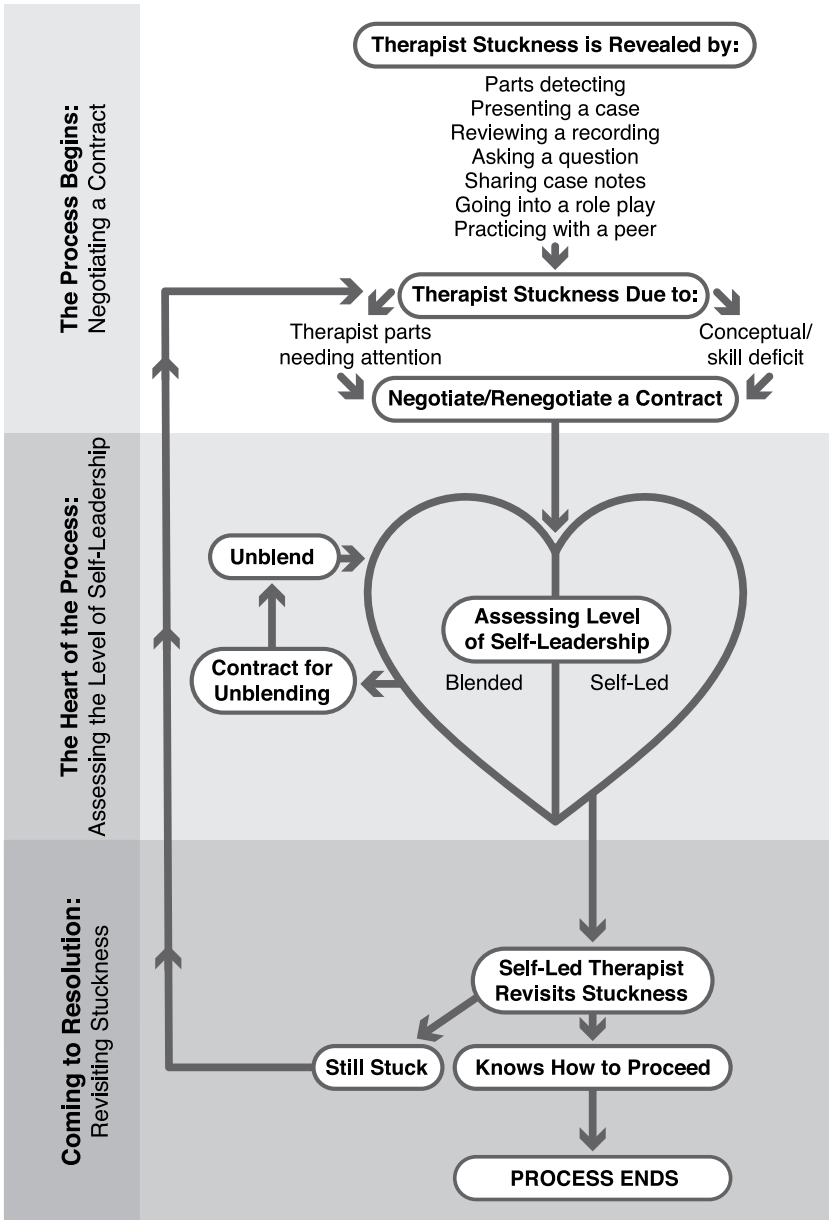 The Process Begins:
Negotiating a Contract
Therapist Stuckness is Revealed by:
Parts detecting
Presenting a case
Reviewing a recording
Asking a question
Sharing case notes
Going into a role play
Practicing with a peer
Therapist Stuckness Due to:
Therapist parts
needing attention
Conceptual/
skill deficit
Negotiate/Renegotiate a Contract
The Heart of the Process:
Assessing the Level of Self-Leadership
Unblend
Contract for
Unblending
Assessing Level
of Self-Leadership
Blended
Self-Led
Coming to Resolution:
Revisiting Stuckness
Self-Led Therapist
Revisits Stuckness
Still Stuck
Knows How to Proceed
PROCESS ENDS